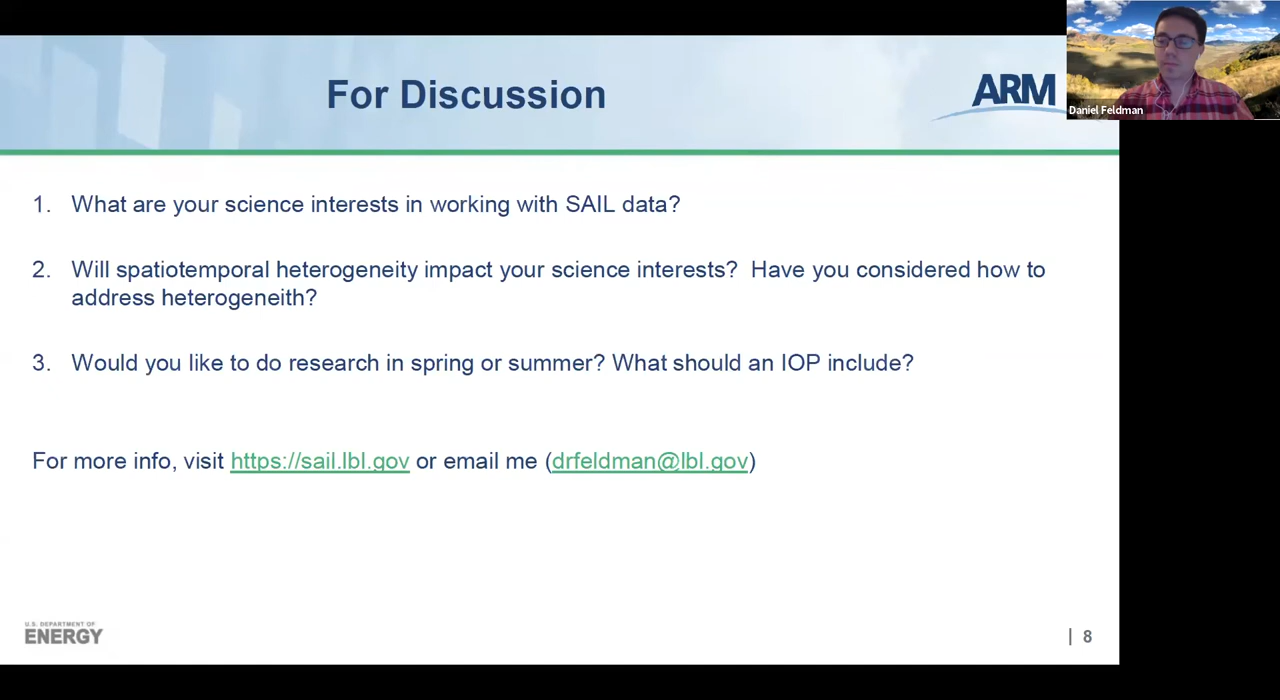 For Discussion
ARM
Daniel Feldman
1. What are your science interests in working with SAIL data?
2. Will spatiotemporal heterogeneity impact your science interests? Have you considered how to
address heterogeneith?
3. Would you like to do research in spring or summer? What should an IOP include?
For more info, visit https://sail.lbl.gov or email me (drfeldman@lbl.gov)
U.S. DEPARTMENT OF
ENERGY
| 8